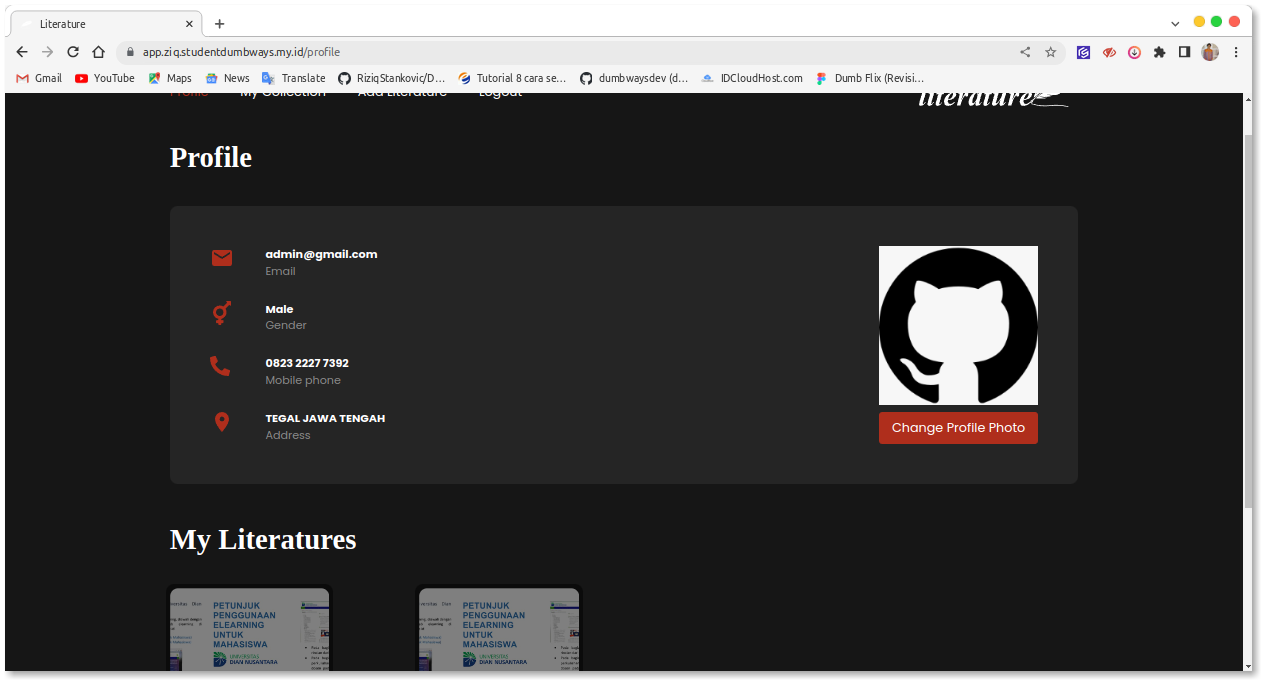 Literature
app.ziq.studentdumbways.my.id/profile
Gmail YouTube Maps News Translate RiziqStankovic/D... Tutorial 8 cara se... dumbwaysdev (d... IDCloudHost.com Dumb Flix (Revisi...
Profile My Collection Add Literature Logout
literature
Profile
admin@gmail.com
Email
Male
Gender
0823 2227 7392
Mobile phone
TEGAL JAWA TENGAH
Address
Change Profile Photo
My Literatures
PETUNJUK
PENGGUNAAN
ELEARNING
UNTUK
MAHASISWA
UNIVERSITAS
DIAN NUSANTARA
PETUNJUK
PENGGUNAAN
ELEARNING
UNTUK
MAHASISWA
UNIVERSITAS
DIAN NUSANTARA